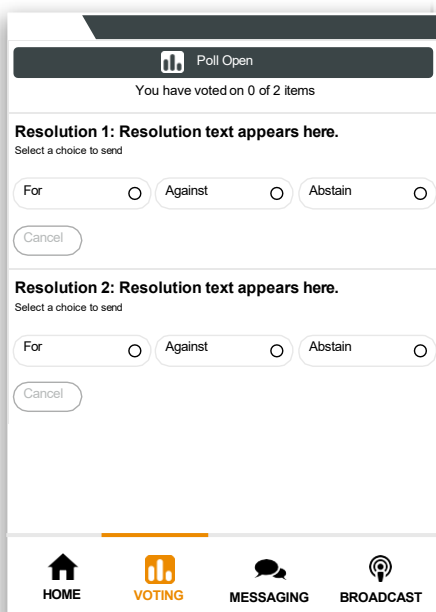 Poll Open
You have voted on 0 of 2 items
Resolution 1: Resolution text appears here.
Select a choice to send
For Against Abstain
Cancel
Resolution 2: Resolution text appears here.
Select a choice to send
For Against Abstain
Cancel
HOME VOTING MESSAGING BROADCAST